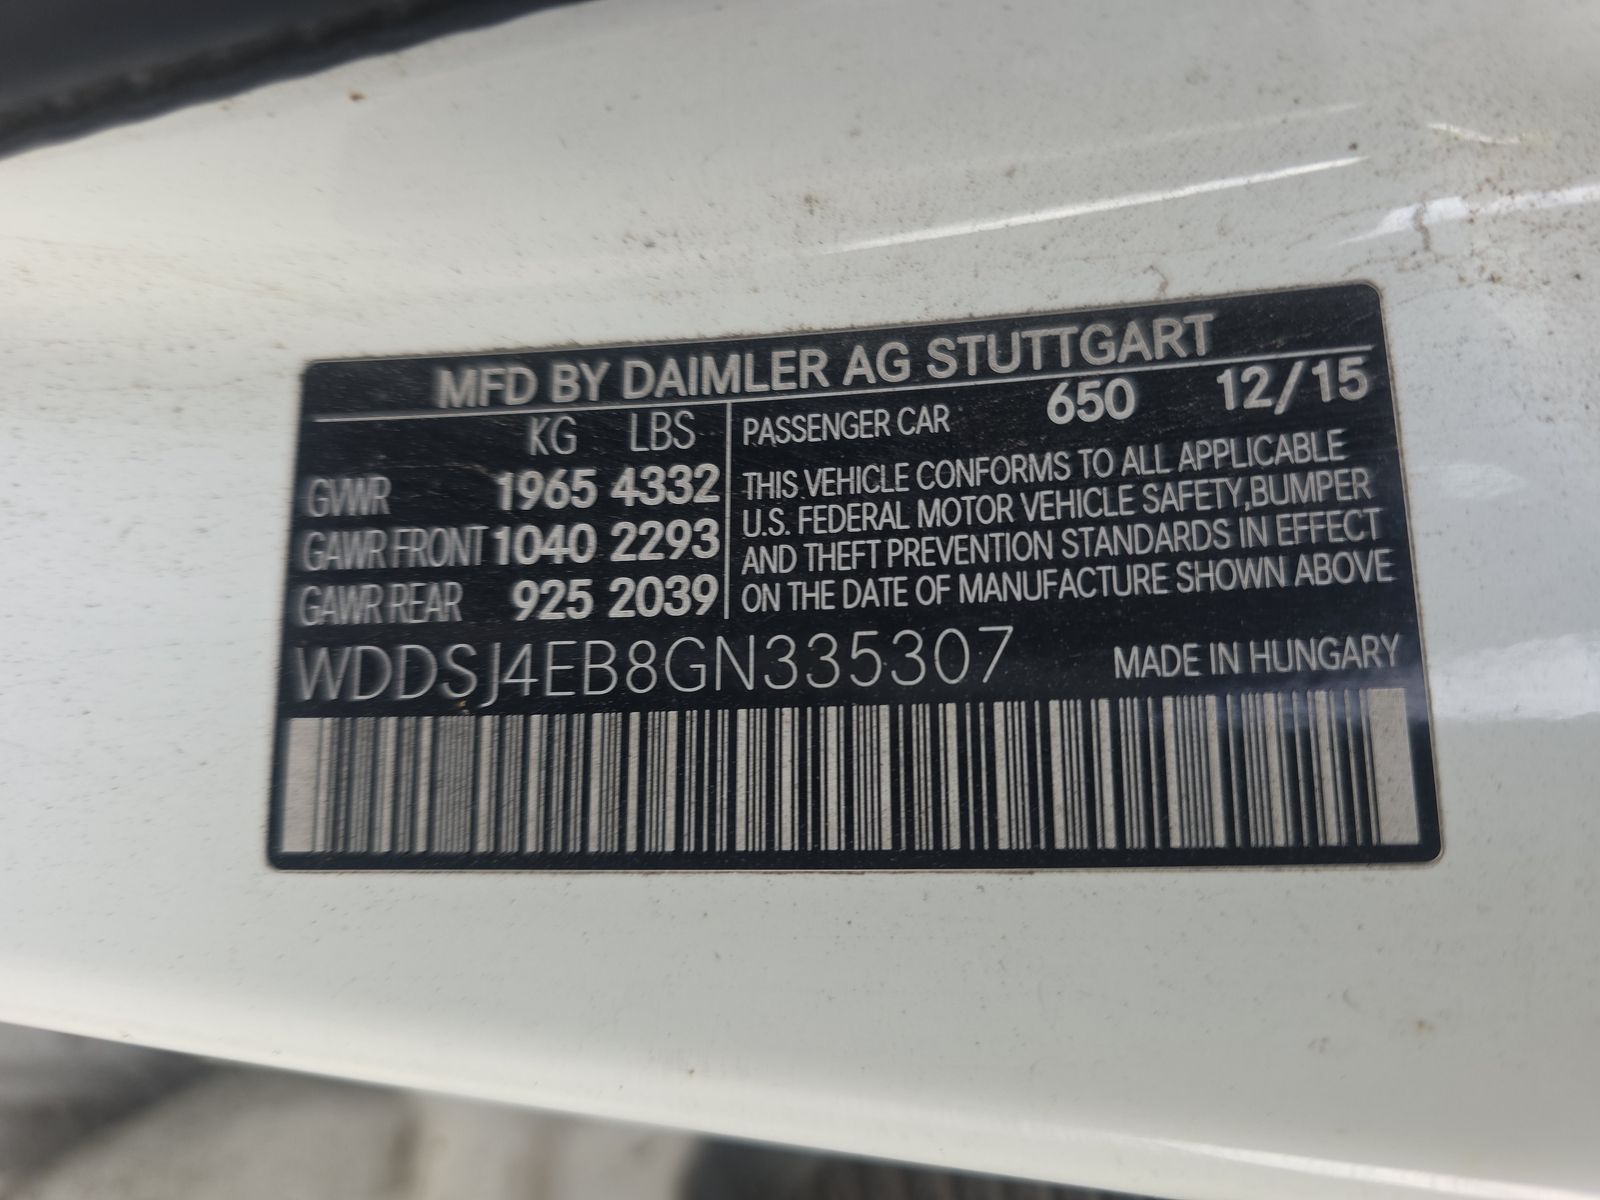 MFD BY DAIMLER AG STUTTGART
KG LBS
GVWR 1965 4332
GAWR FRONT 1040 2293
GAWR REAR 925 2039
PASSENGER CAR 650 12/15
THIS VEHICLE CONFORMS TO ALL APPLICABLE
U.S. FEDERAL MOTOR VEHICLE SAFETY,BUMPER
AND THEFT PREVENTION STANDARDS IN EFFECT
ON THE DATE OF MANUFACTURE SHOWN ABOVE
WDDSJ4EB8GN335307 MADE IN HUNGARY